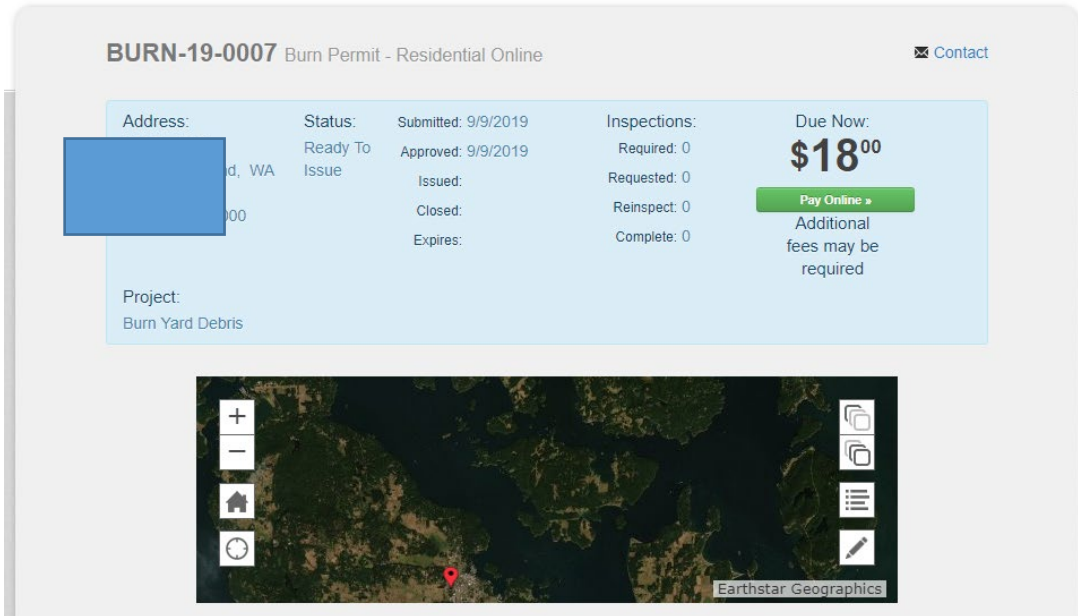 BURN-19-0007 Burn Permit - Residential Online
Contact
Address:
WA
Project:
Burn Yard Debris
Status:
Ready To
Issue
Submitted: 9/9/2019
Approved: 9/9/2019
Issued:
Closed:
Expires:
Inspections:
Required: 0
Requested: 0
Reinspect: 0
Complete: 0
Due Now:
$18 00
Pay Online »
Additional
fees may be
required
Earthstar Geographics